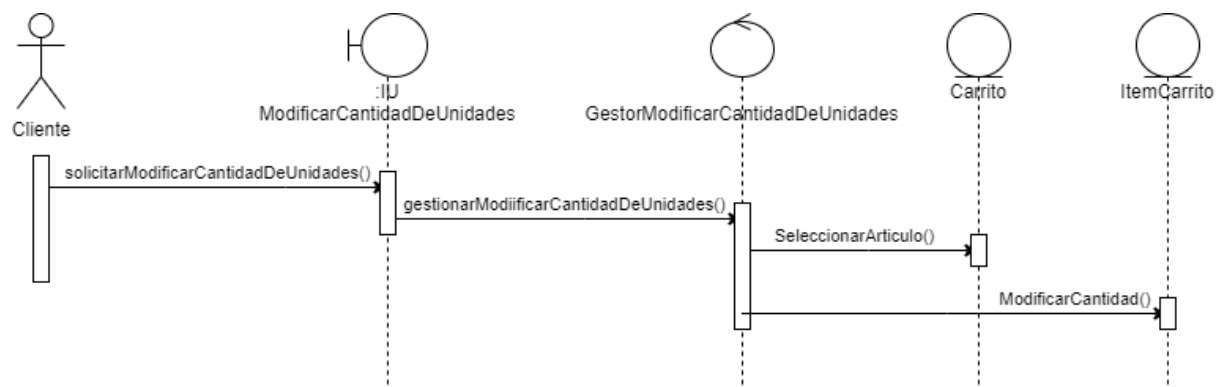 :IU
ModificarCantidadDeUnidades
:
GestorModificarCantidadDeUnidades
Carrito
ItemCarrito
Cliente
solicitarModificarCantidadDeUnidades()
gestionarModiificarCantidadDeUnidades()
SeleccionarArticulo()
ModificarCantidad()